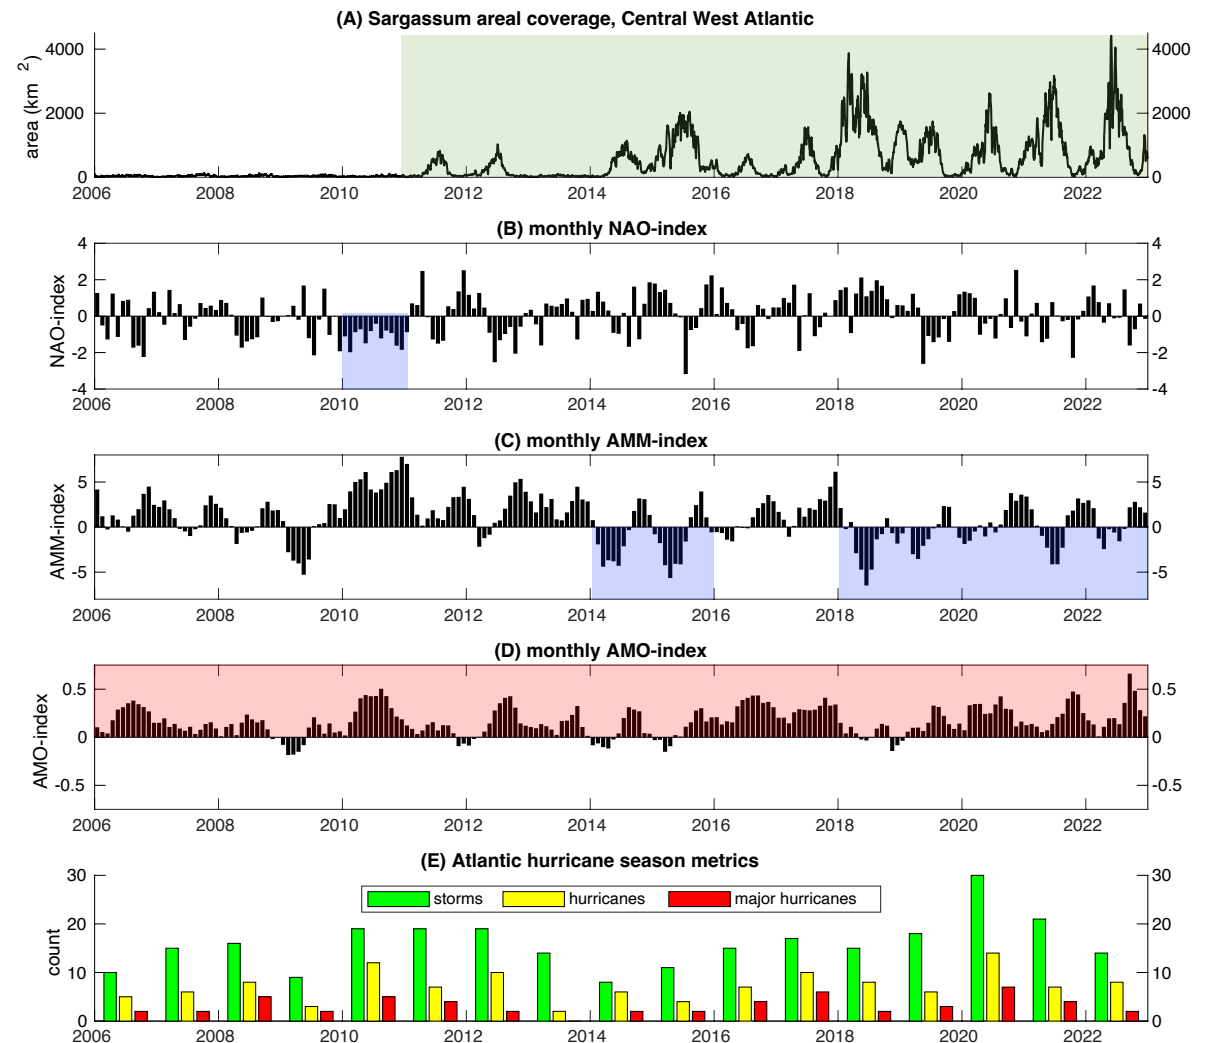 (A) Sargassum areal coverage, Central West Atlantic
area (km 2)
4000 4000
2000 2000
0 0
2006 2008 2010 2012 2014 2016 2018 2020 2022
(B) monthly NAO-index
NAO-index
4 4
2 2
0 0
-2 -2
-4 -4
2006 2008 2010 2012 2014 2016 2018 2020 2022
(C) monthly AMM-index
AMM-index
5 5
0 0
-5 -5
2006 2008 2010 2012 2014 2016 2018 2020 2022
(D) monthly AMO-index
AMO-index
0.5 0.5
0 0
-0.5 -0.5
2006 2008 2010 2012 2014 2016 2018 2020 2022
(E) Atlantic hurricane season metrics
count
30 30
storms hurricanes major hurricanes
20 20
10 10
0 0
2006 2008 2010 2012 2014 2016 2018 2020 2022